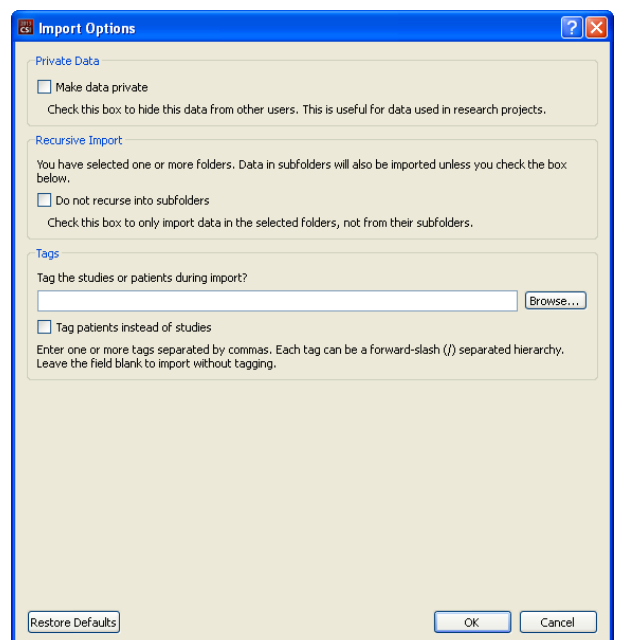 2015
CSI
Import Options
?
X
Private Data
Make data private
Check this box to hide this data from other users. This is useful for data used in research projects.
Recursive Import
You have selected one or more folders. Data in subfolders will also be imported unless you check the box
below.
Do not recurse into subfolders
Check this box to only import data in the selected folders, not from their subfolders.
Tags
Tag the studies or patients during import?
Browse...
Tag patients instead of studies
Enter one or more tags separated by commas. Each tag can be a forward-slash (/) separated hierarchy.
Leave the field blank to import without tagging.
Restore Defaults
OK
Cancel